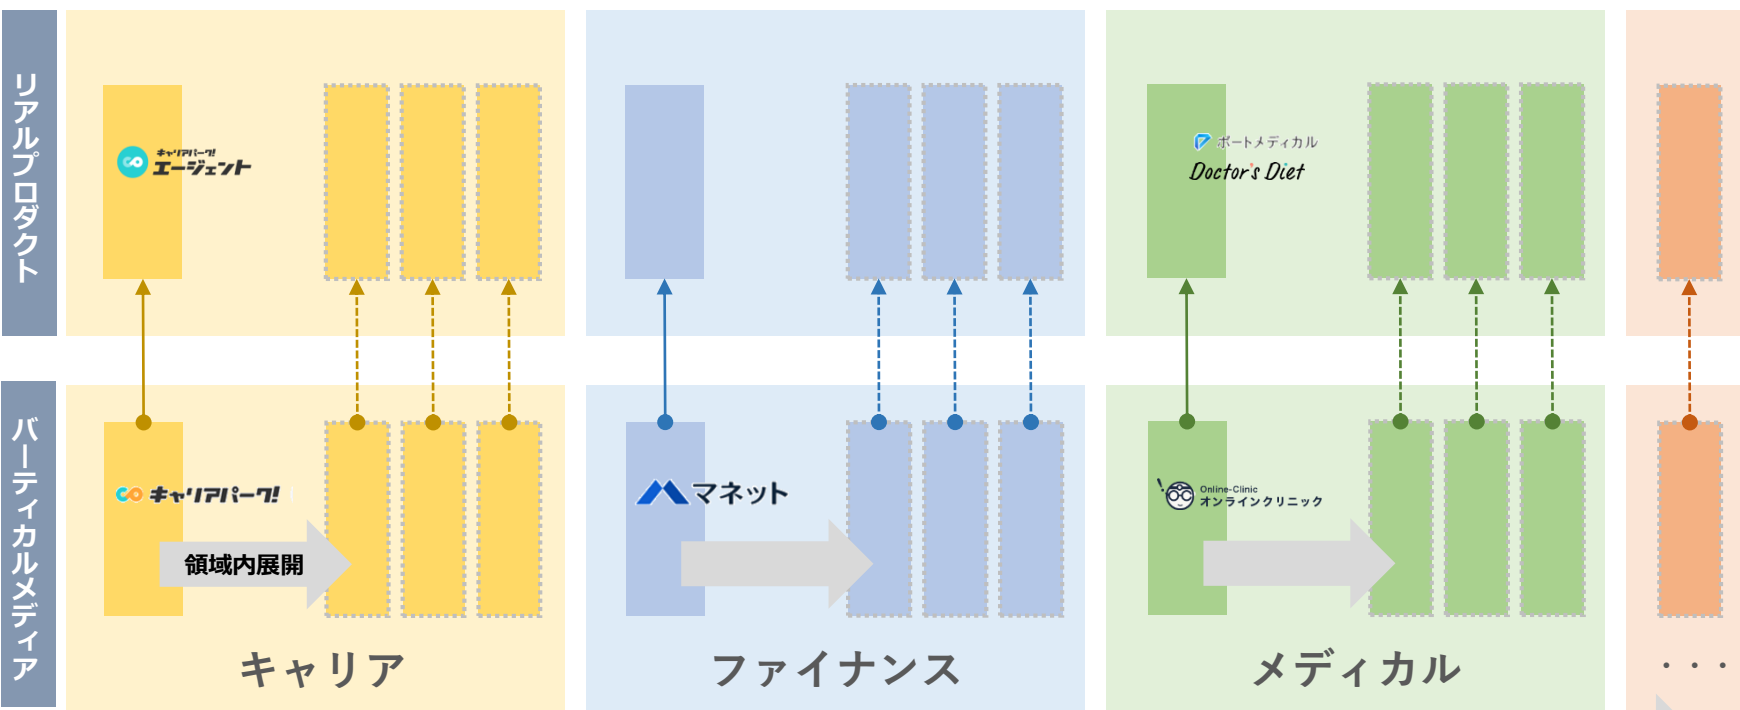 リアルプロダクト
キャリアパーク!
エージェント
ポートメディカル
Doctor's Diet
バーティカルメディア
キャリアパーク!
領域内展開
キャリア
マネット
ファイナンス
Online-Clinic
オンラインクリニック
メディカル
・・・